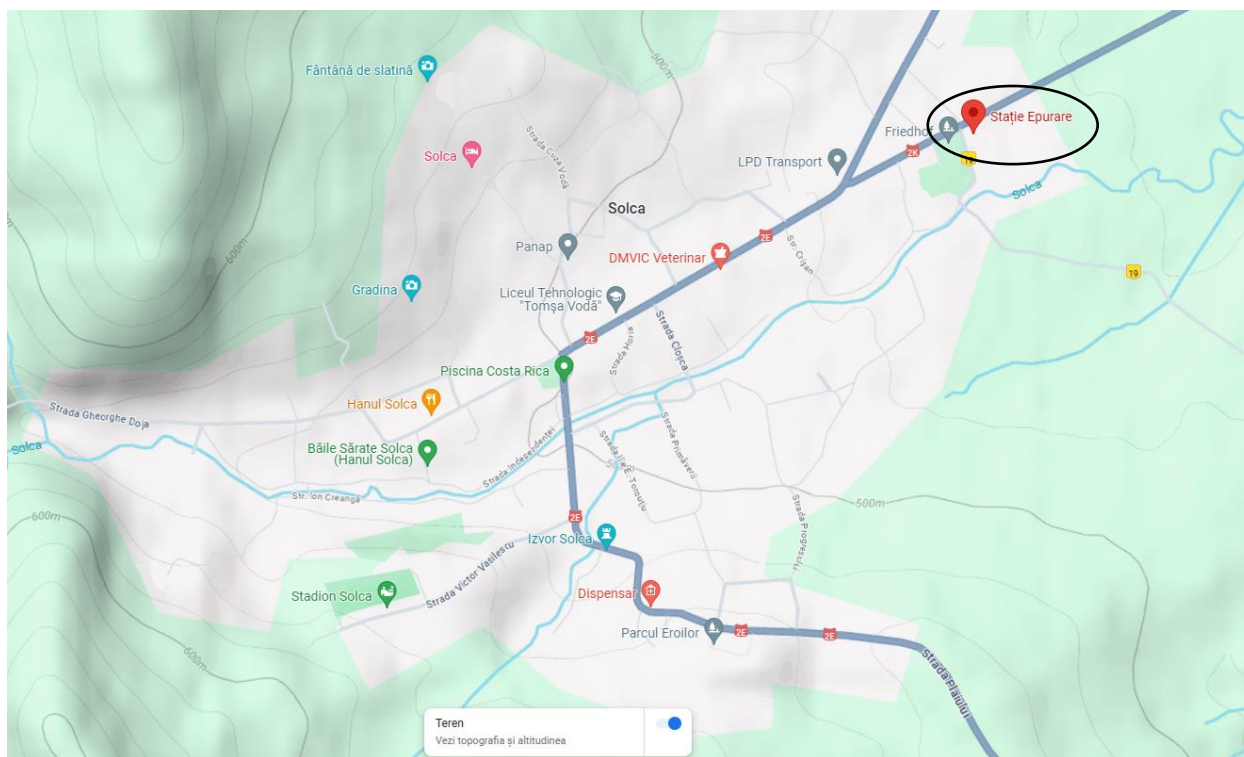 Fântână de slatină
500m
Friedhof
Stație Epurare
Strada Cuza Vodă
2K
19
Solca
LPD Transport
Solca
Solca
600m
Panap
DMVIC Veterinar
2E
Str. Crișan
19
Gradina
Liceul Tehnologic
"Tomşa Vodă"
2E
Strada Horia
Strada Cloșca
Piscina Costa Rica
Hanul Solca
Strada Gheorghe Doja
Solca
Băile Sărate Solca
(Hanul Solca)
Strada Independenței
Strada Primăverii
Str. Ion Creangă
500m
600m
2E
Strada Progresului
Izvor Solca
Strada Victor Vasilescu
Stadion Solca
Dispensar
Parcul Eroilor
2E
2E
600m
Strada Plaiului
Teren
Vezi topografia și altitudinea